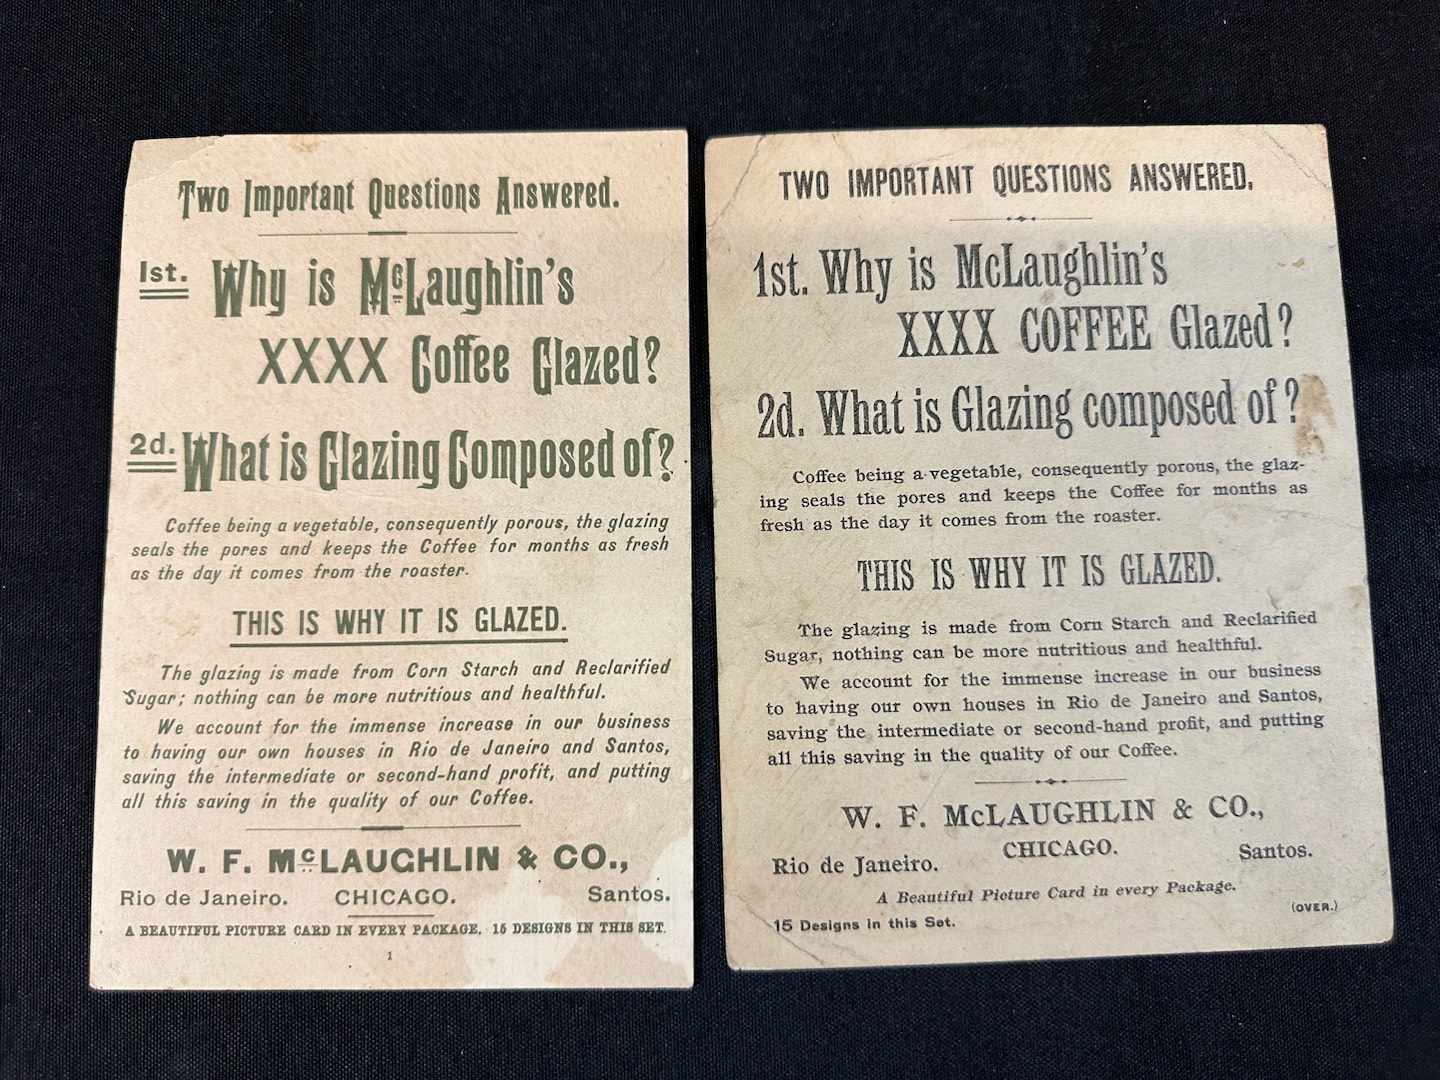 Two Important Questions Answered.
1st. Why is McLaughlin's
XXXX Coffee Glazed?
2d. What is Glazing Composed of?
Coffee being a vegetable, consequently porous, the glazing
seals the pores and keeps the Coffee for months as fresh
as the day it comes from the roaster.
THIS IS WHY IT IS GLAZED.
The glazing is made from Corn Starch and Reclarified
Sugar; nothing can be more nutritious and healthful.
We account for the immense increase in our business
to having our own houses in Rio de Janeiro and Santos,
saving the intermediate or second-hand profit, and putting
all this saving in the quality of our Coffee.
W. F. McLAUGHLIN & CO.,
Rio de Janeiro. CHICAGO. Santos.
A BEAUTIFUL PICTURE CARD IN EVERY PACKAGE. 15 DESIGNS IN THIS SET.
1
TWO IMPORTANT QUESTIONS ANSWERED.
1st. Why is McLaughlin's
XXXX COFFEE Glazed?
2d. What is Glazing composed of?
Coffee being a vegetable, consequently porous, the glaz-
ing seals the pores and keeps the Coffee for months as
fresh as the day it comes from the roaster.
THIS IS WHY IT IS GLAZED.
The glazing is made from Corn Starch and Reclarified
Sugar, nothing can be more nutritious and healthful.
We account for the immense increase in our business
to having our own houses in Rio de Janeiro and Santos,
saving the intermediate or second-hand profit, and putting
all this saving in the quality of our Coffee.
W. F. McLAUGHLIN & CO.,
Rio de Janeiro. CHICAGO. Santos.
A Beautiful Picture Card in every Package.
15 Designs in this Set. (OVER.)